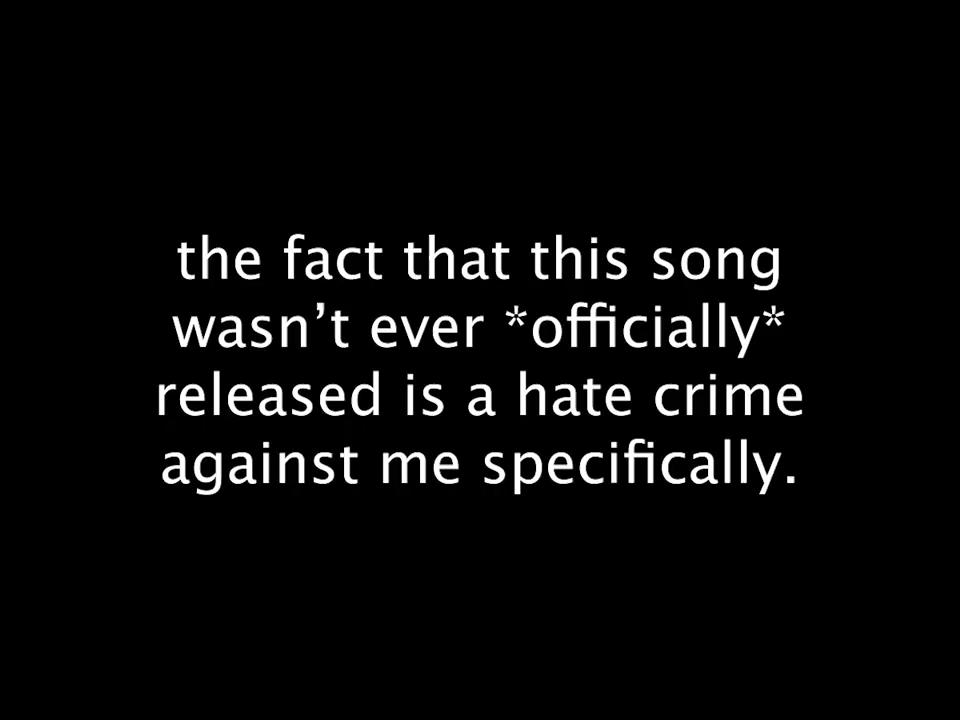 the fact that this song
wasn’t ever *officially*
released is a hate crime
against me specifically.